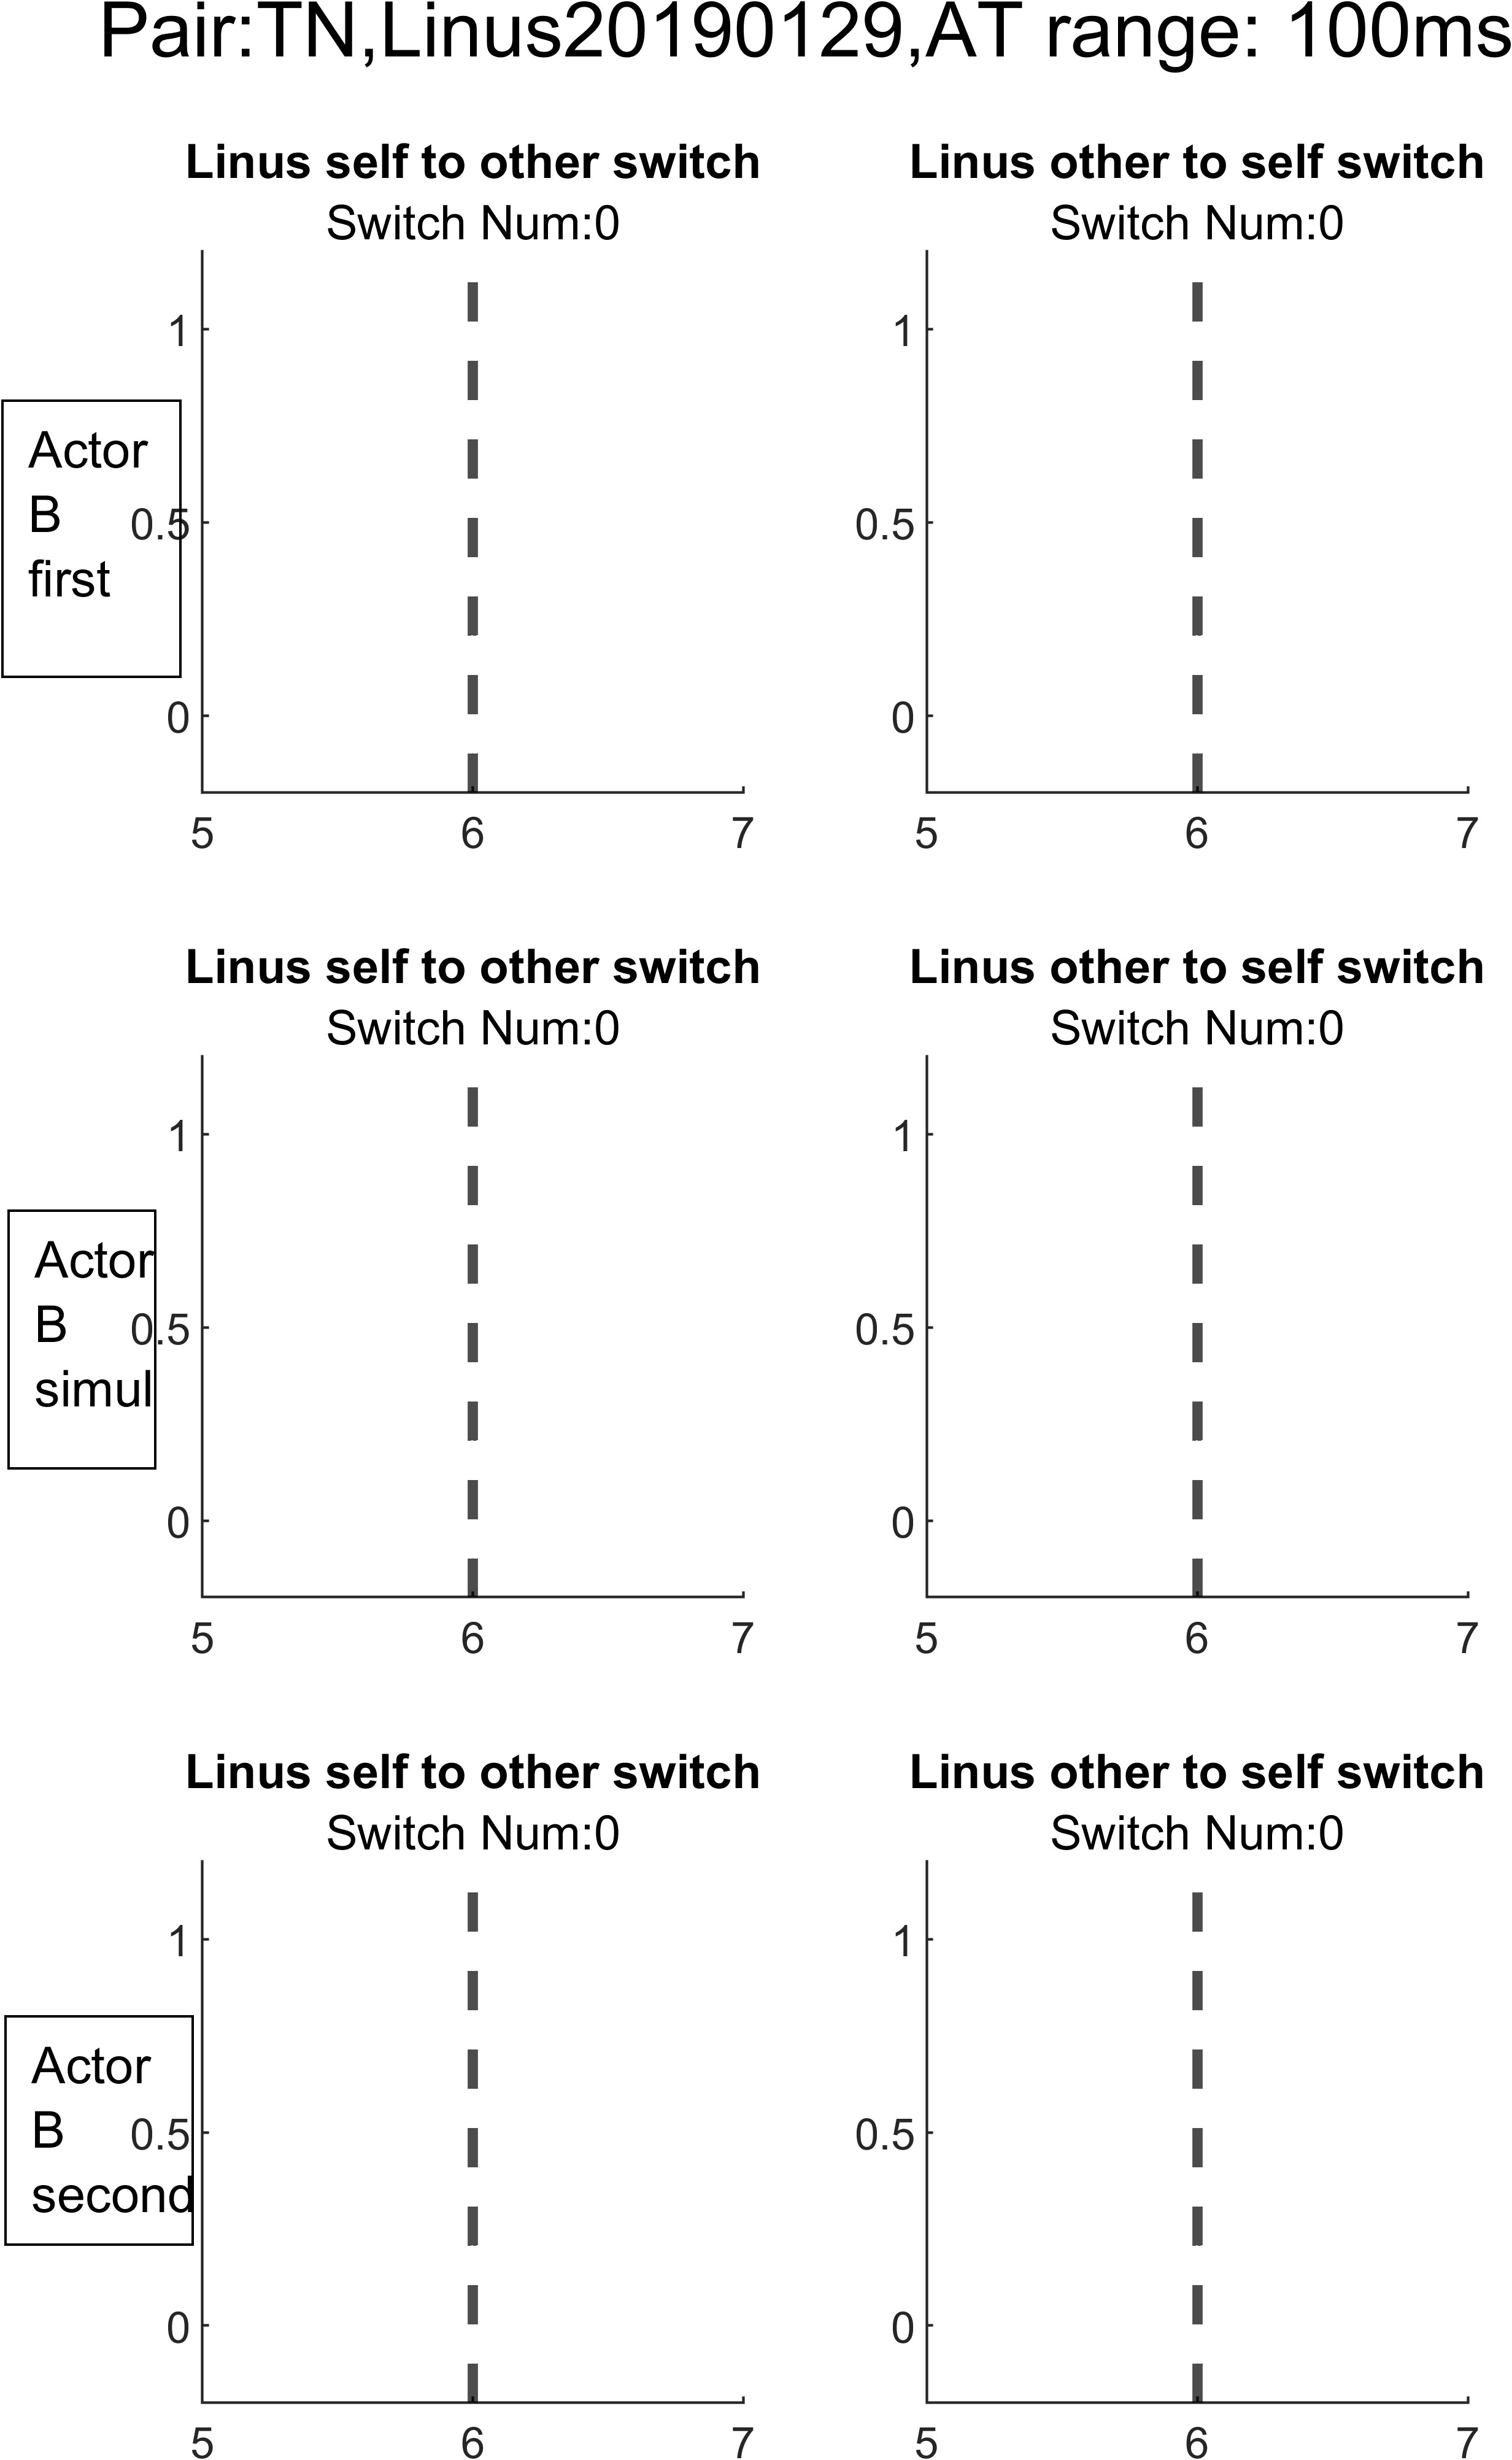 Pair:TN,Linus20190129,AT range: 100ms
Linus self to other switch
Switch Num:0
1
0.5
0
5 6 7
Linus other to self switch
Switch Num:0
1
0.5
0
5 6 7
Actor
B
first
Linus self to other switch
Switch Num:0
1
0.5
0
5 6 7
Linus other to self switch
Switch Num:0
1
0.5
0
5 6 7
Actor
B
simul
Linus self to other switch
Switch Num:0
1
0.5
0
5 6 7
Linus other to self switch
Switch Num:0
1
0.5
0
5 6 7
Actor
B
second